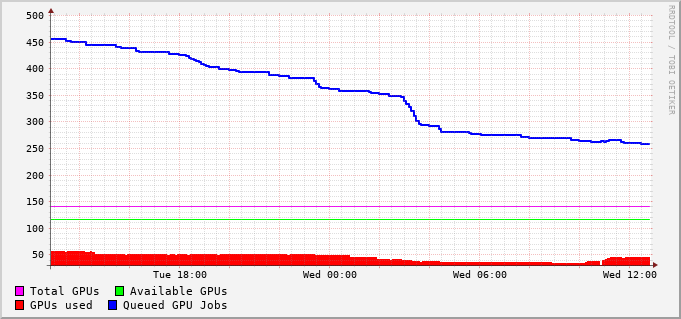 500
450
400
350
300
250
200
150
100
50
Tue 18:00 Wed 00:00 Wed 06:00 Wed 12:00
Total GPUs Available GPUs
GPUs used Queued GPU Jobs
RRDTOOL / TOBI OETIKER